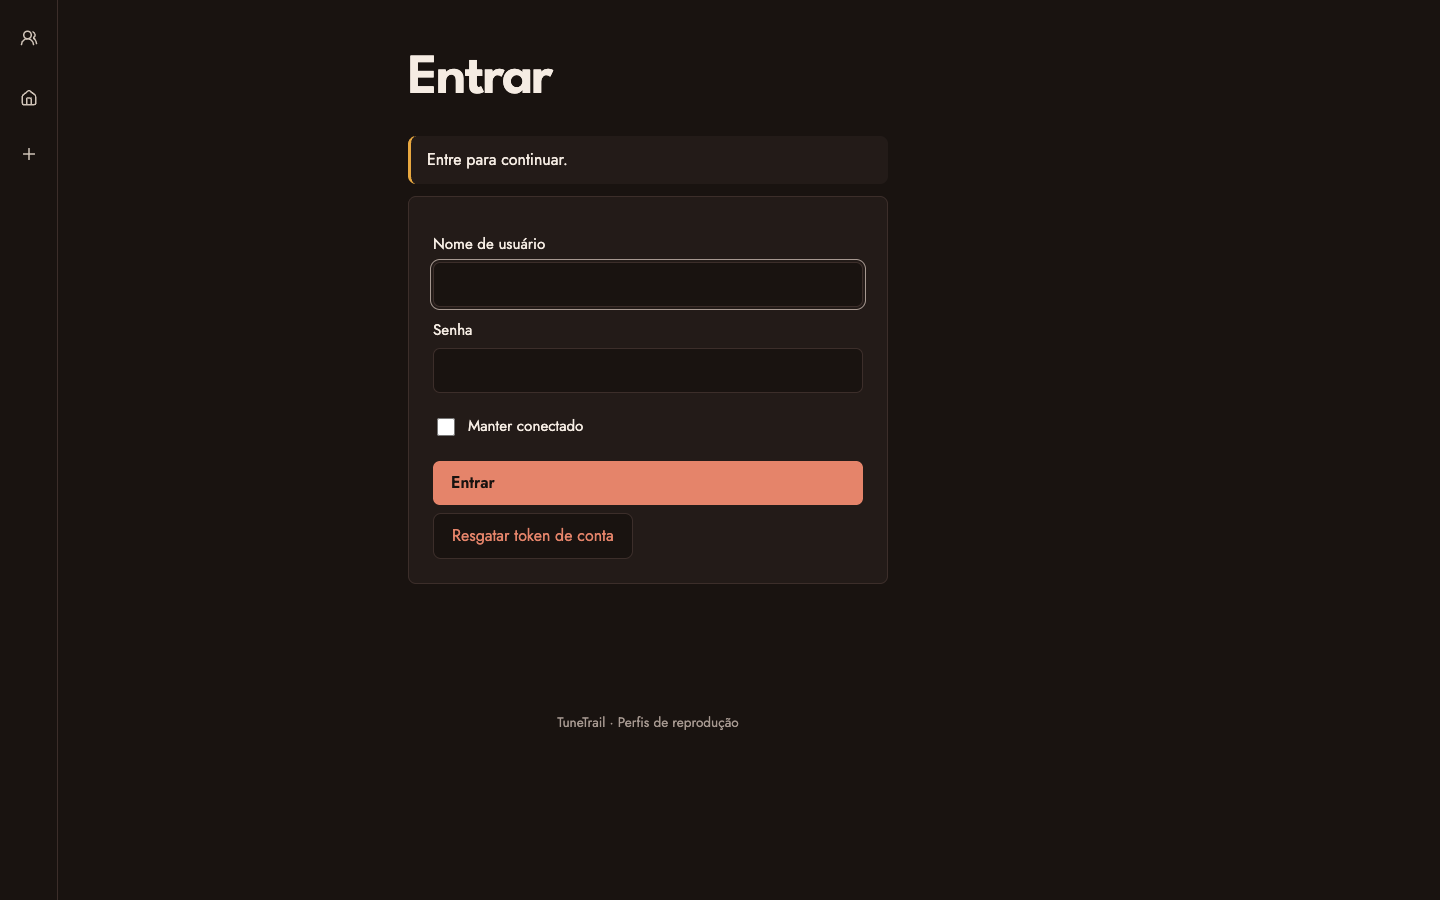 Entrar
Entre para continuar.
Nome de usuário
Senha
Manter conectado
Entrar
Resgatar token de conta
TuneTrail · Perfis de reprodução